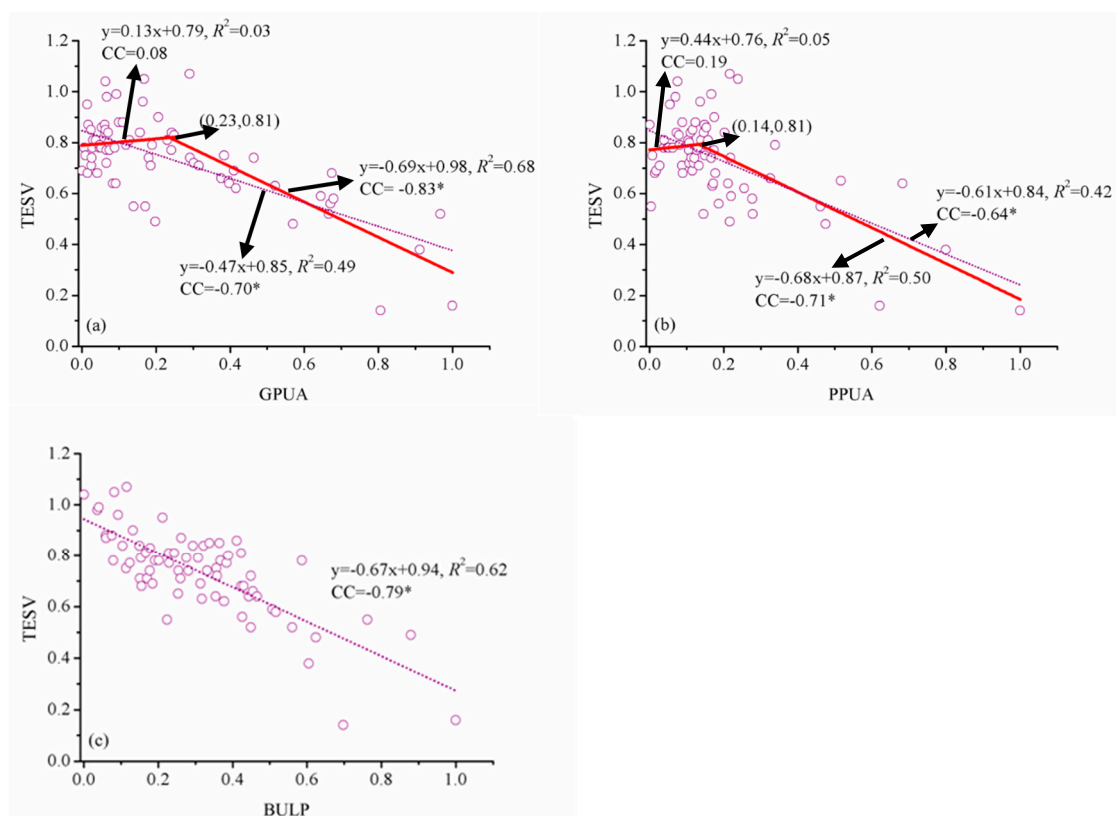 y=0.13x+0.79, R²=0.03
CC=0.08
(0.23,0.81)
y=-0.69x+0.98, R²=0.68
CC= -0.83*
y=-0.47x+0.85, R²=0.49
CC=-0.70*
1.2
1.0
0.8
0.6
0.4
0.2
0.0
TESV
(a)
0.0 0.2 0.4 0.6 0.8 1.0
GPUA
y=0.44x+0.76, R²=0.05
CC=0.19
(0.14,0.81)
y=-0.61x+0.84, R²=0.42
CC=-0.64*
y=-0.68x+0.87, R²=0.50
CC=-0.71*
1.2
1.0
0.8
0.6
0.4
0.2
0.0
TESV
(b)
0.0 0.2 0.4 0.6 0.8 1.0
PPUA
y=-0.67x+0.94, R²=0.62
CC=-0.79*
1.2
1.0
0.8
0.6
0.4
0.2
0.0
TESV
(c)
0.0 0.2 0.4 0.6 0.8 1.0
BULP